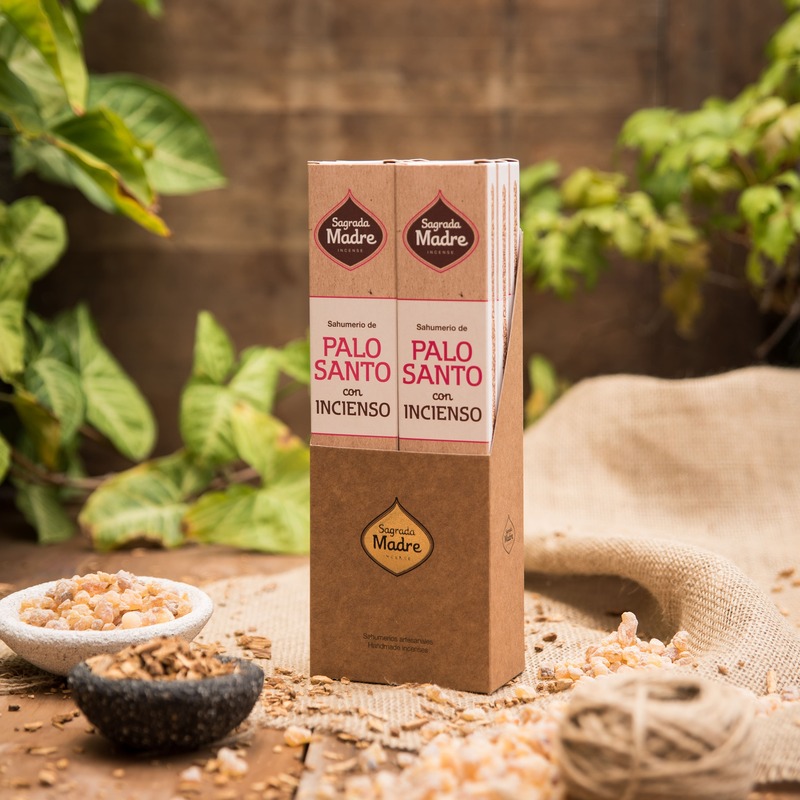 Sagrada
Madre
INCENSE
Sahumerio de
PALO
SANTO
con
INCIENSO
Sagrada
Madre
INCENSE
Sahumerio de
PALO
SANTO
con
INCIENSO
Sagrada
Madre
INCENSE
Sahumerios artesanales
Handmade incenses